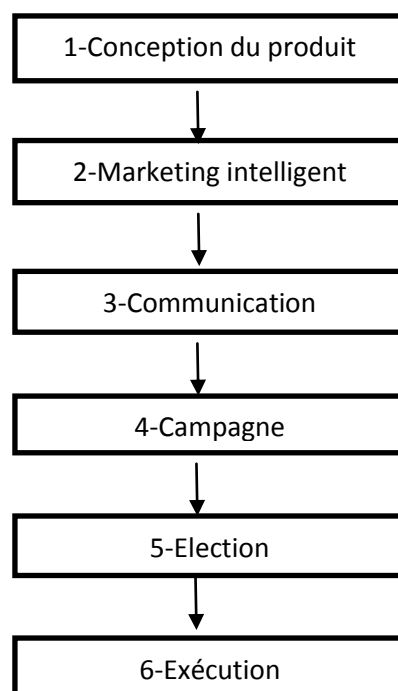 1-Conception du produit
2-Marketing intelligent
3-Communication
4-Campagne
5-Election
6-Exécution